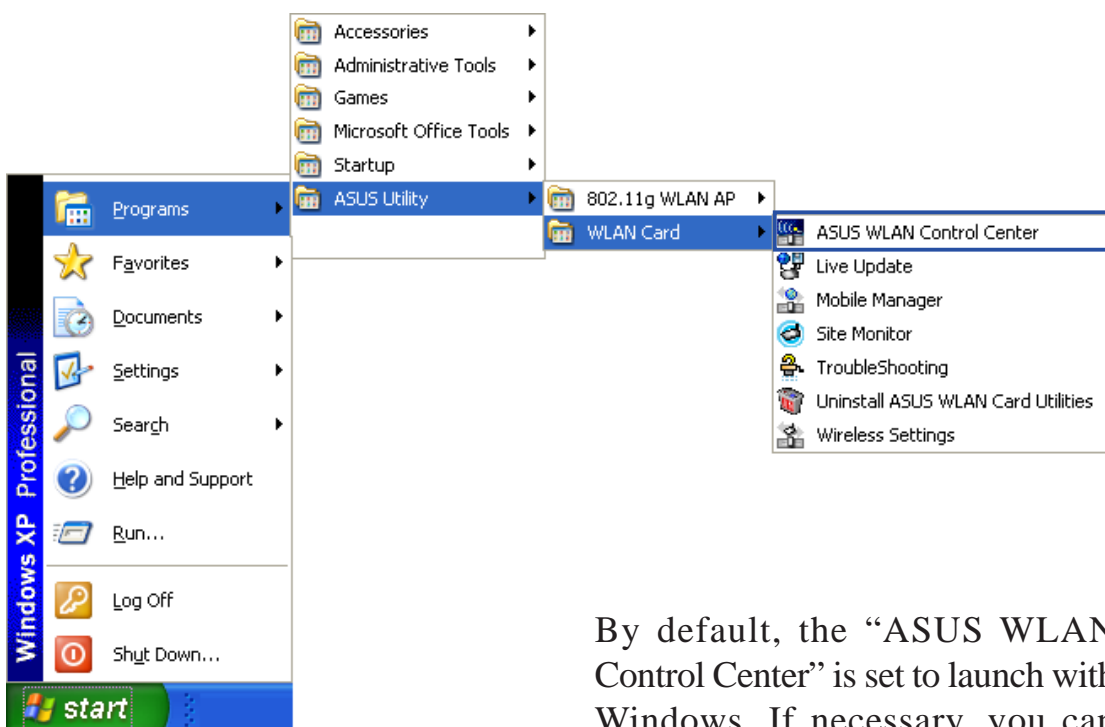 Accessories
Administrative Tools
Games
Microsoft Office Tools
Startup
ASUS Utility
802.11g WLAN AP
WLAN Card
ASUS WLAN Control Center
Live Update
Mobile Manager
Site Monitor
TroubleShooting
Uninstall ASUS WLAN Card Utilities
Wireless Settings
Programs
Favorites
Documents
Settings
Search
Help and Support
Run...
Log Off
Shut Down...
Windows XP Professional
start
By default, the “ASUS WLAN
Control Center” is set to launch with
Windows. If necessary, you can